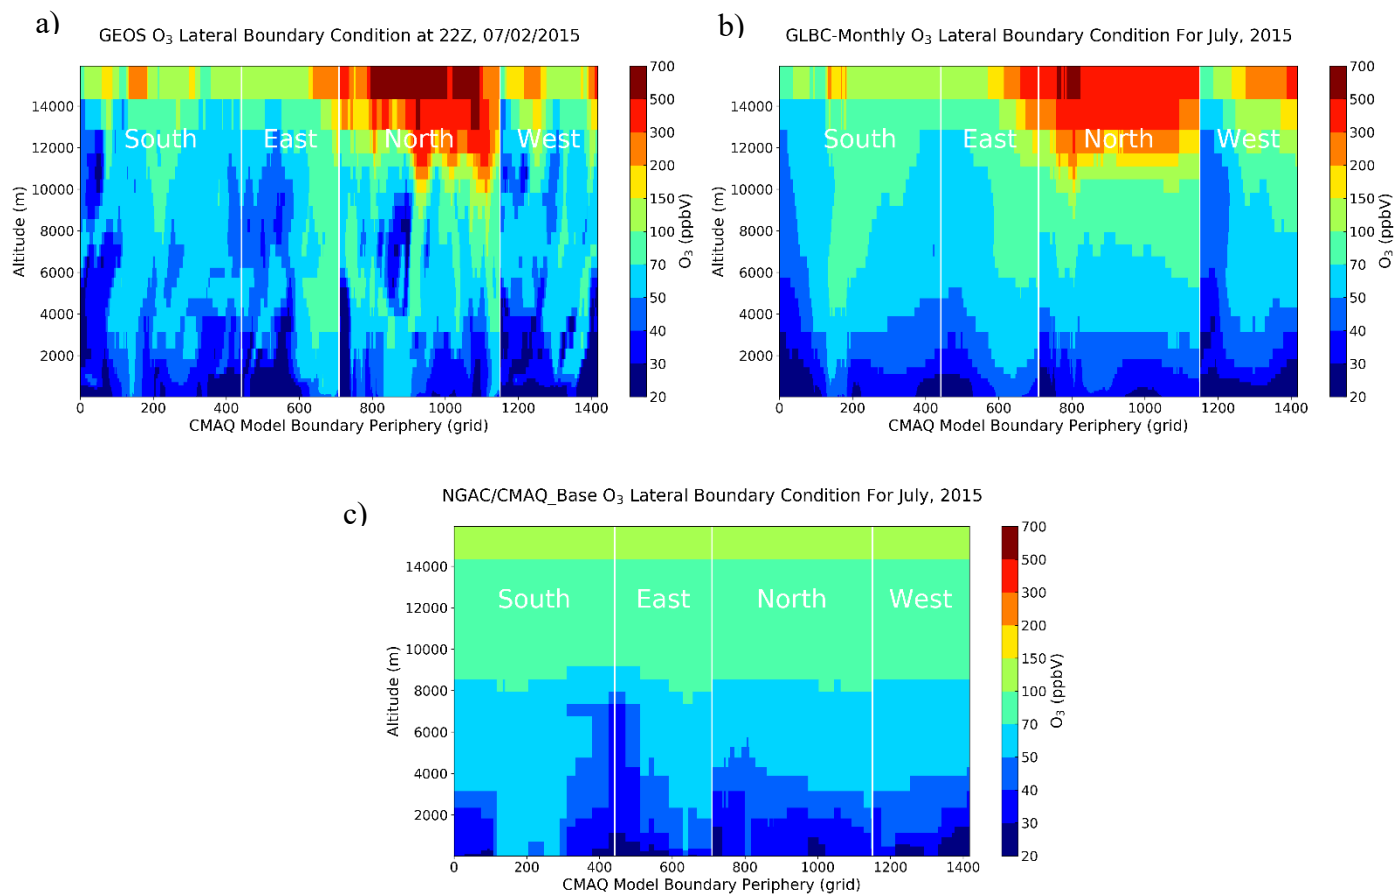 a)
GEOS O₃ Lateral Boundary Condition at 22Z, 07/02/2015
South East North West
Altitude (m)
14000
12000
10000
8000
6000
4000
2000
0 200 400 600 800 1000 1200 1400
CMAQ Model Boundary Periphery (grid)
700
500
300
200
150
100
70
50
40
30
20
O₃ (ppbV)
b)
GLBC-Monthly O₃ Lateral Boundary Condition For July, 2015
South East North West
Altitude (m)
14000
12000
10000
8000
6000
4000
2000
0 200 400 600 800 1000 1200 1400
CMAQ Model Boundary Periphery (grid)
700
500
300
200
150
100
70
50
40
30
20
O₃ (ppbV)
c)
NGAC/CMAQ_Base O₃ Lateral Boundary Condition For July, 2015
South East North West
Altitude (m)
14000
12000
10000
8000
6000
4000
2000
0 200 400 600 800 1000 1200 1400
CMAQ Model Boundary Periphery (grid)
700
500
300
200
150
100
70
50
40
30
20
O₃ (ppbV)